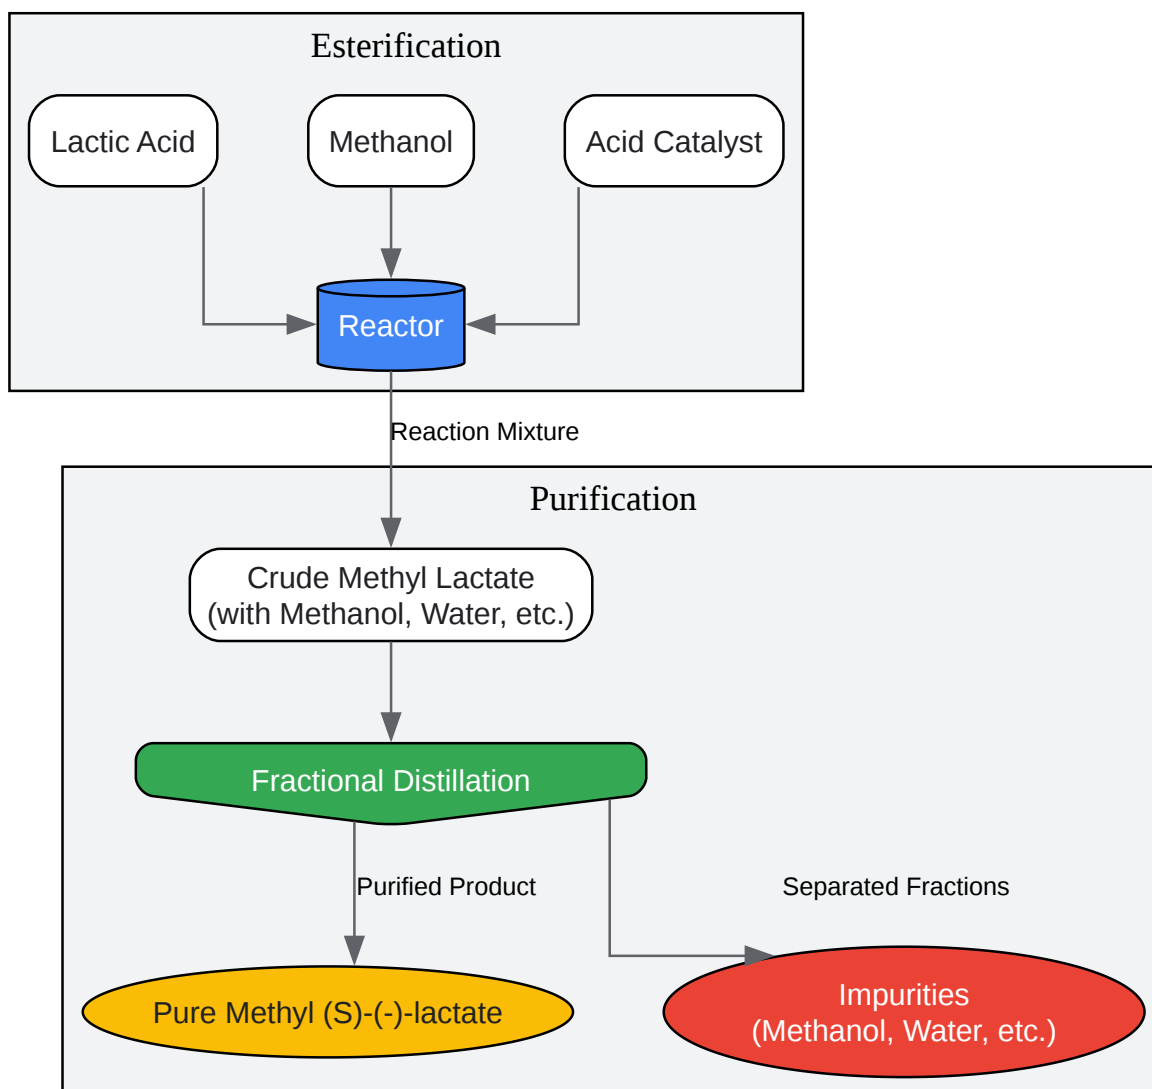 Esterification
Lactic Acid
Methanol
Acid Catalyst
Reactor
Reaction Mixture
Purification
Crude Methyl Lactate
(with Methanol, Water, etc.)
Fractional Distillation
Purified Product
Separated Fractions
Pure Methyl (S)-(-)-lactate
Impurities
(Methanol, Water, etc.)